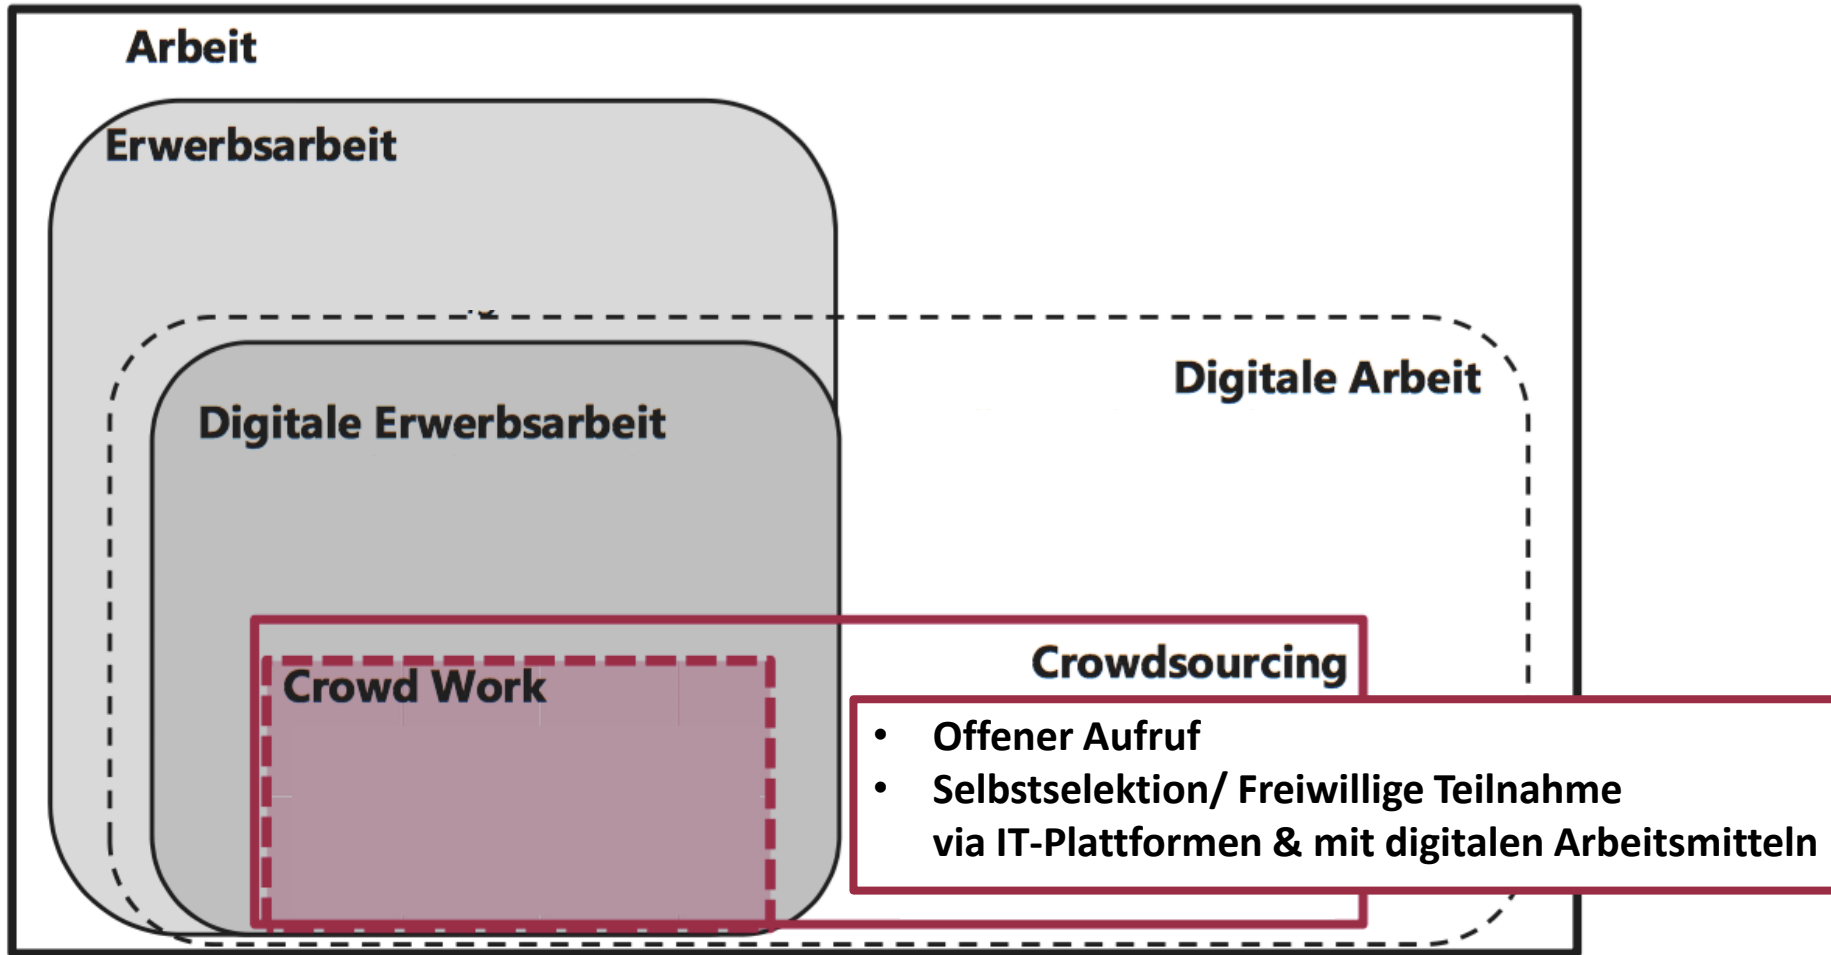 Arbeit
Erwerbsarbeit
Digitale Arbeit
Digitale Erwerbsarbeit
Crowdsourcing
Crowd Work
• Offener Aufruf
• Selbstselektion/ Freiwillige Teilnahme
via IT-Plattformen & mit digitalen Arbeitsmitteln